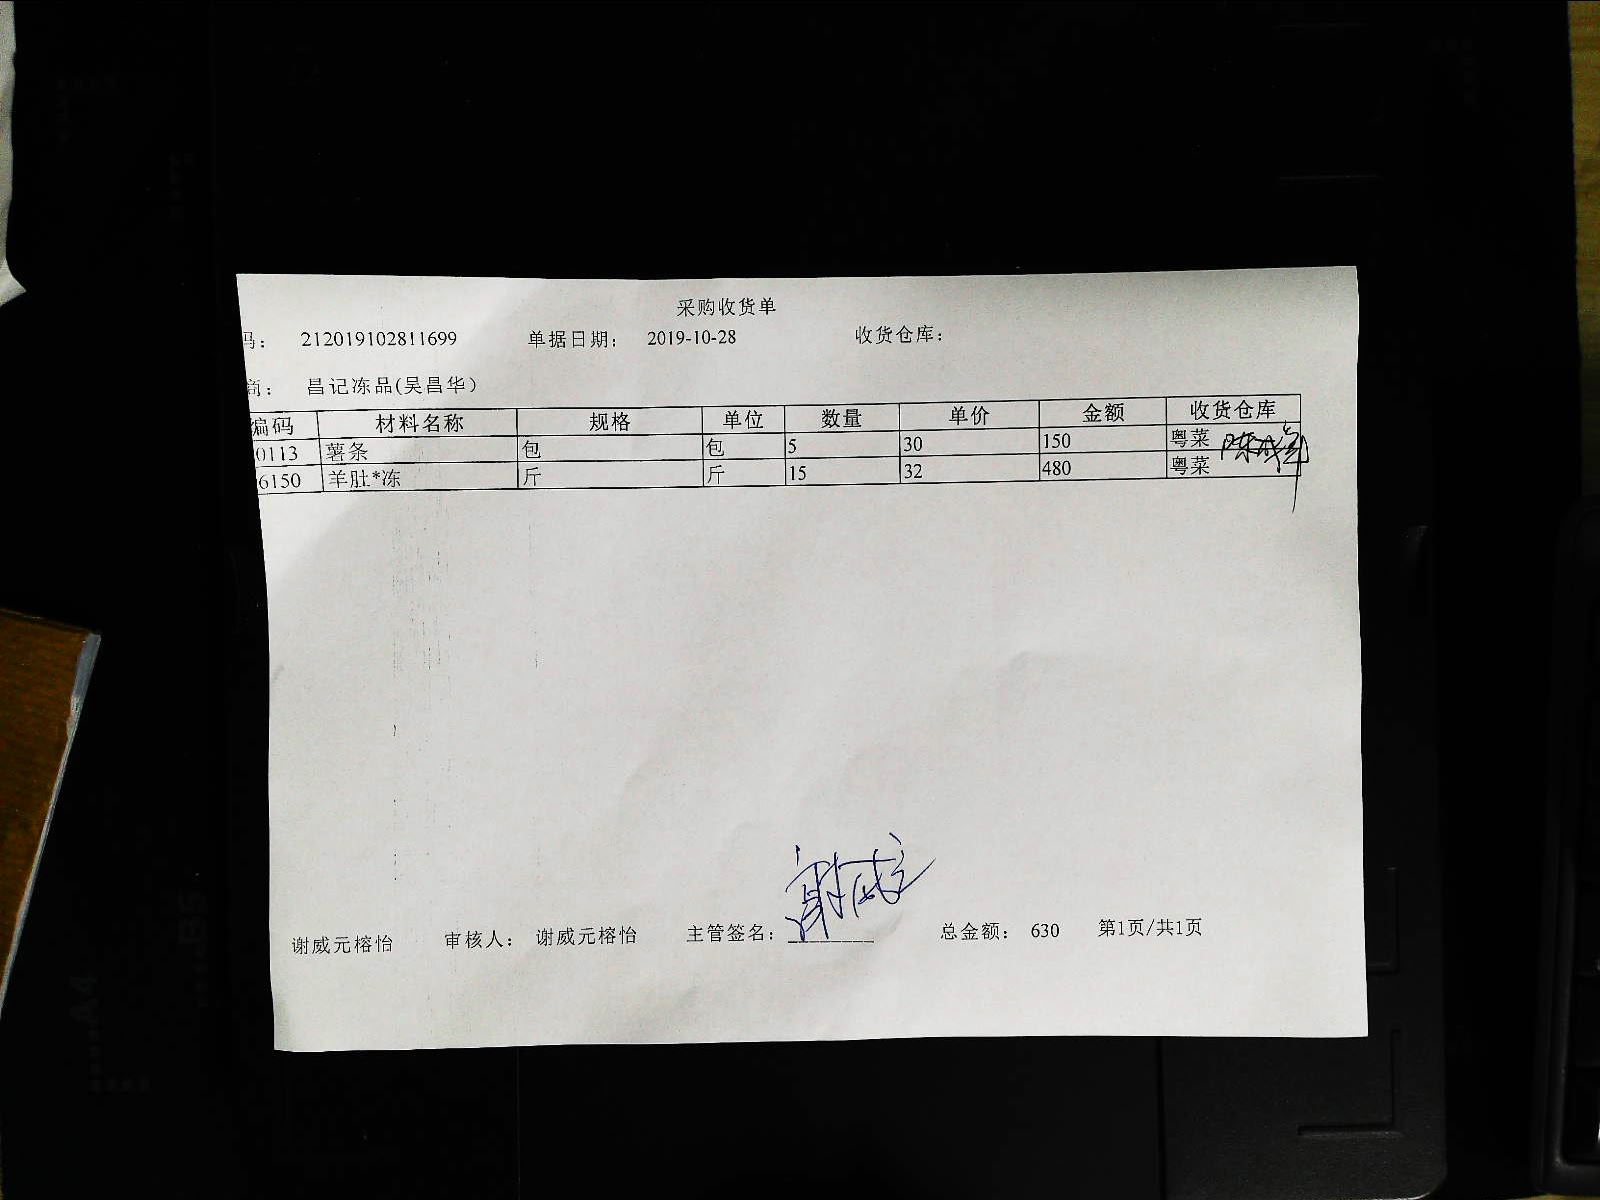 采购收货单
码： 212019102811699 单据日期： 2019-10-28 收货仓库：
商： 昌记冻品(吴昌华)
编码 材料名称 规格 单位 数量 单价 金额 收货仓库
0113 薯条 包 包 5 30 150 粤菜
6150 羊肚*冻 斤 斤 15 32 480 粤菜
谢威元榕怡 审核人： 谢威元榕怡 主管签名： 总金额： 630 第1页/共1页